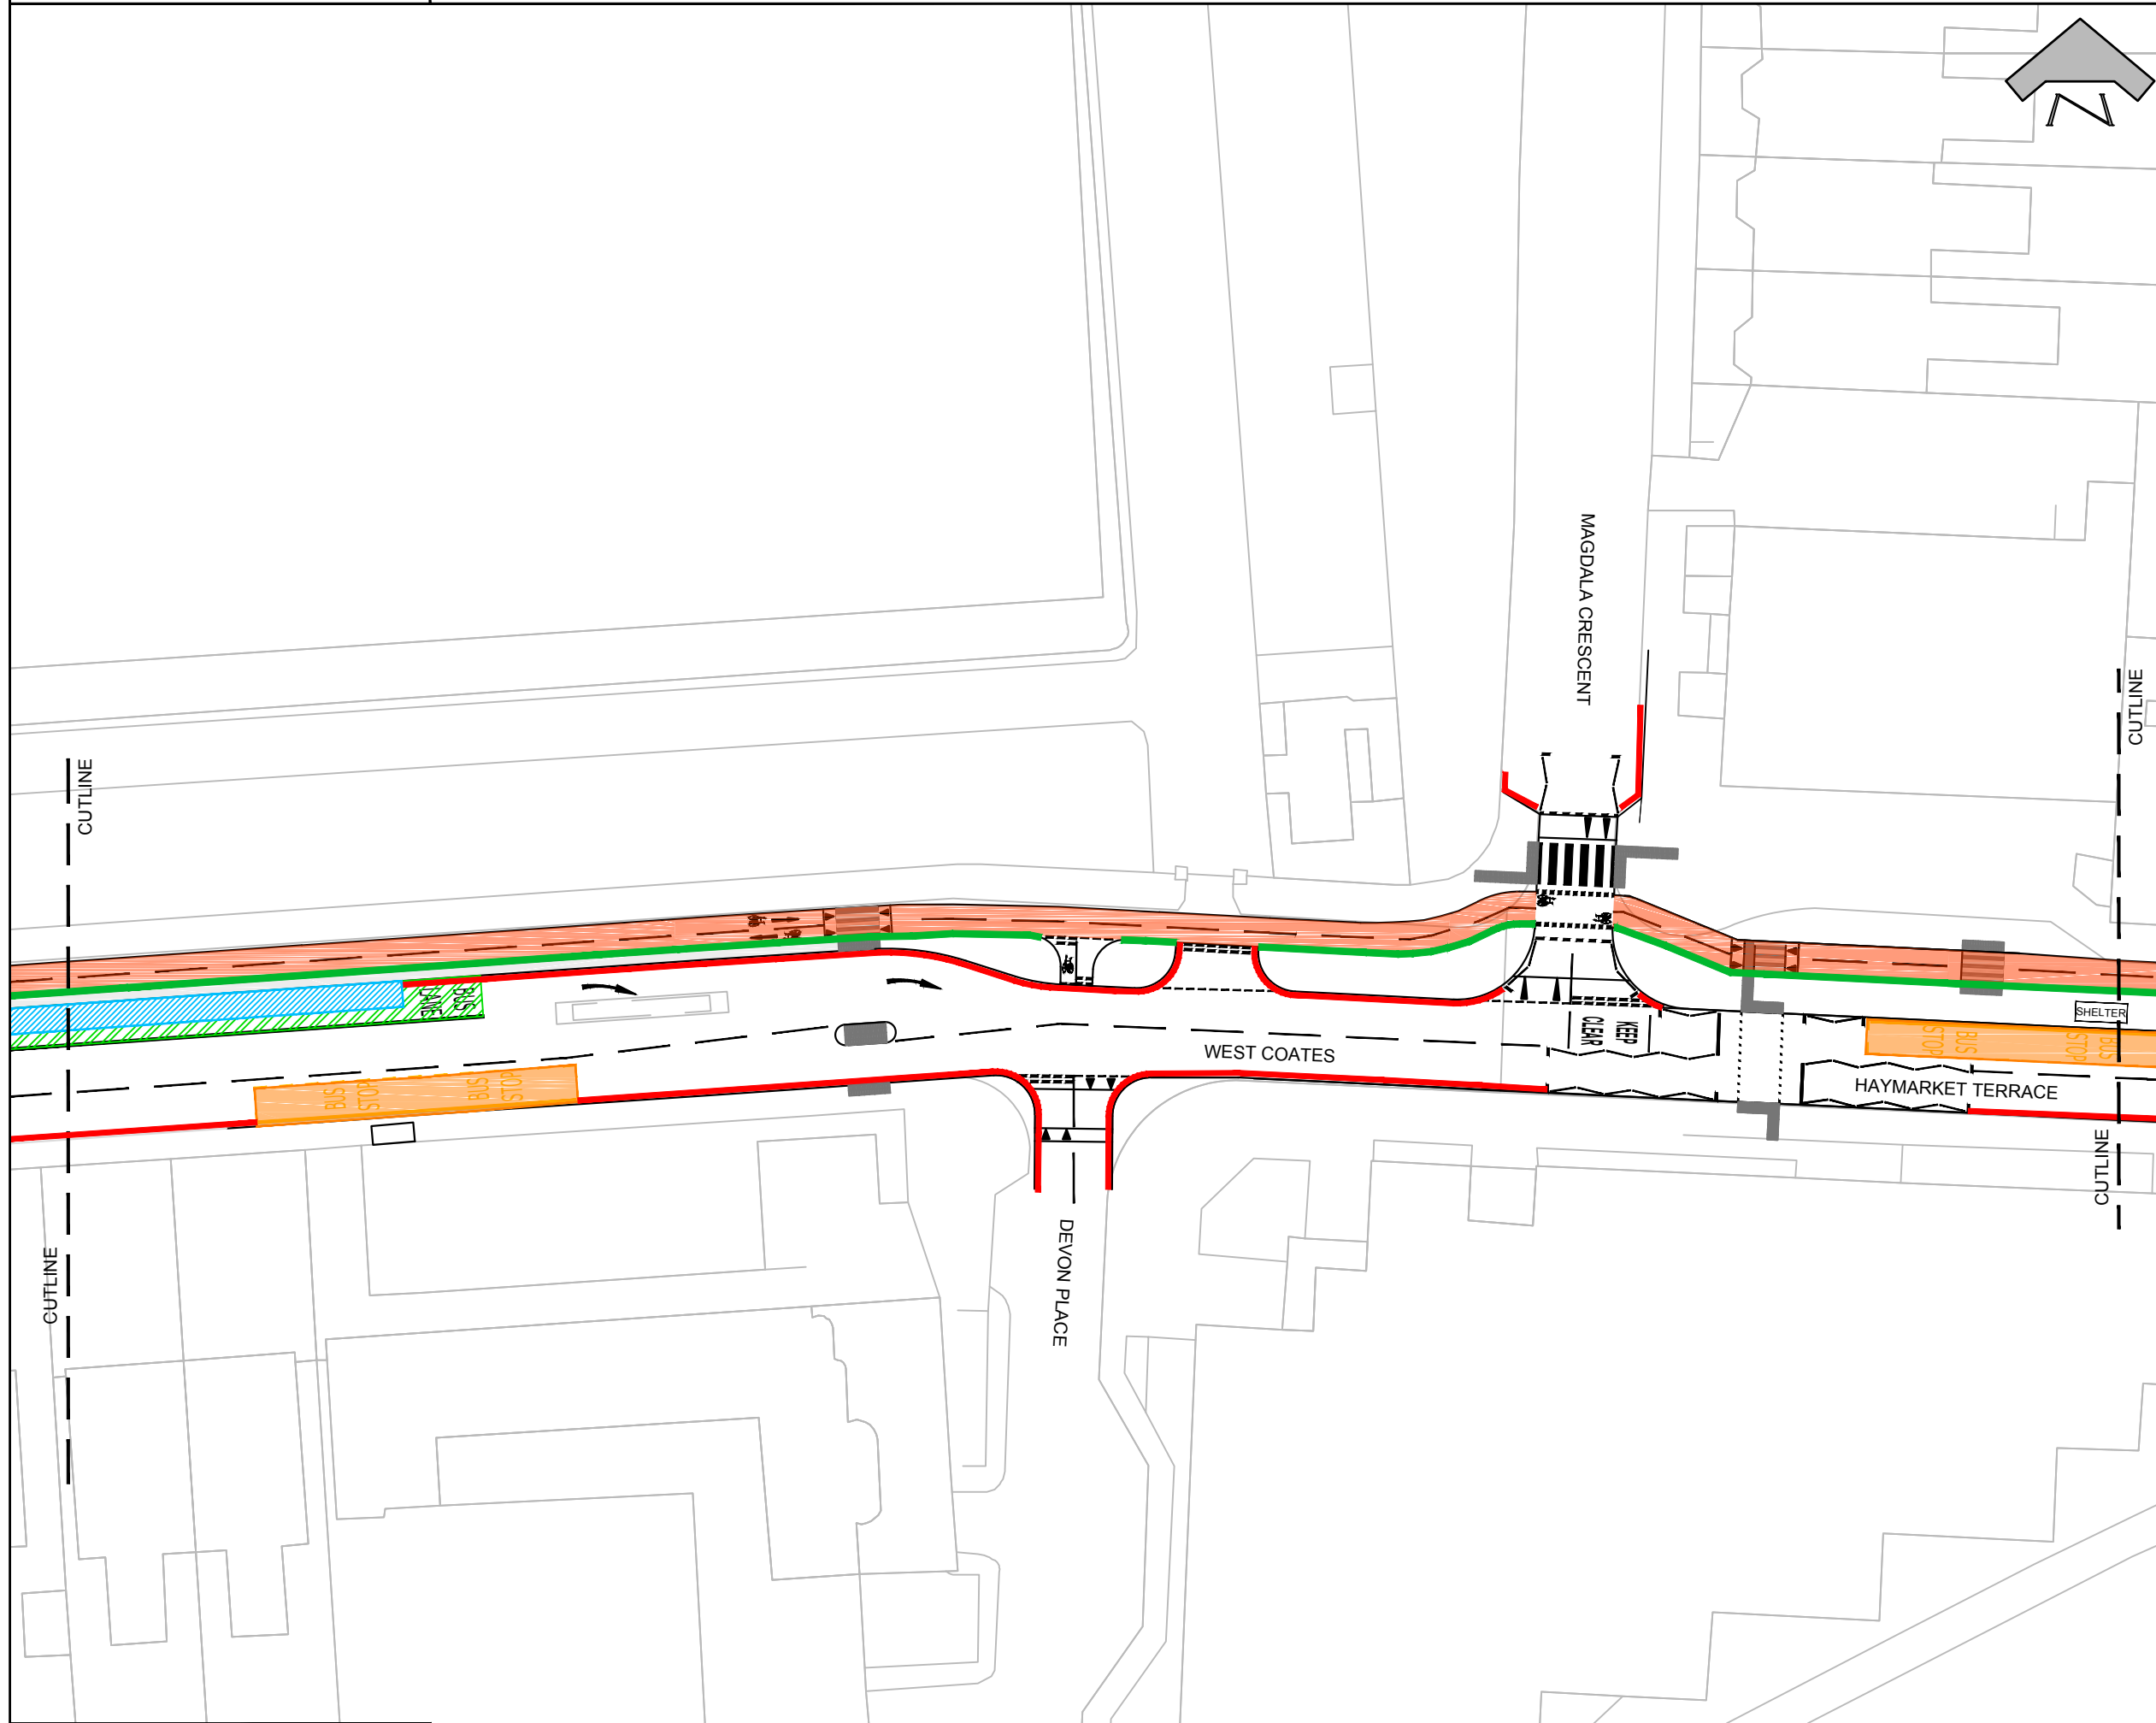 N
MAGDALA CRESCENT
CUTLINE
CUTLINE
BUS
LANE
KEEP
CLEAR
SHELTER
BUS
STOP
BUS
STOP
WEST COATES
HAYMARKET TERRACE
BUS
STOP
BUS
STOP
CUTLINE
CUTLINE
DEVON PLACE